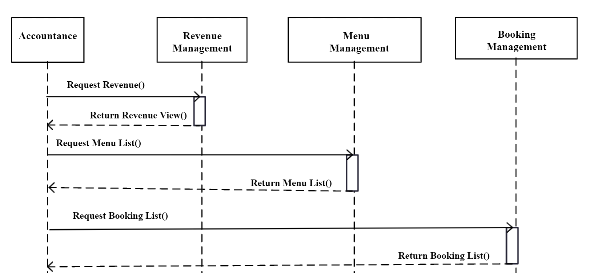 Accountance
Revenue
Management
Menu
Management
Booking
Management
Request Revenue()
Return Revenue View()
Request Menu List()
Return Menu List()
Request Booking List()
Return Booking List()